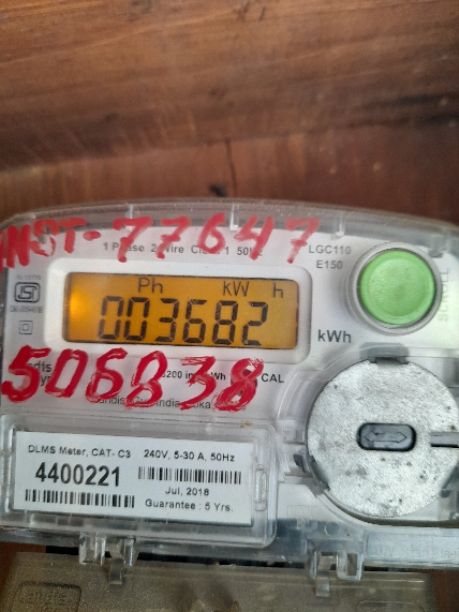 INST-77647
1 Phase 2 Wire Class 1 50Hz
LGC110
E150
Ph kW h
003682
kWh
506838
CAL
DLMS Meter, CAT- C3 240V, 5-30 A, 50Hz
4400221
Jul, 2018
Guarantee : 5 Yrs.